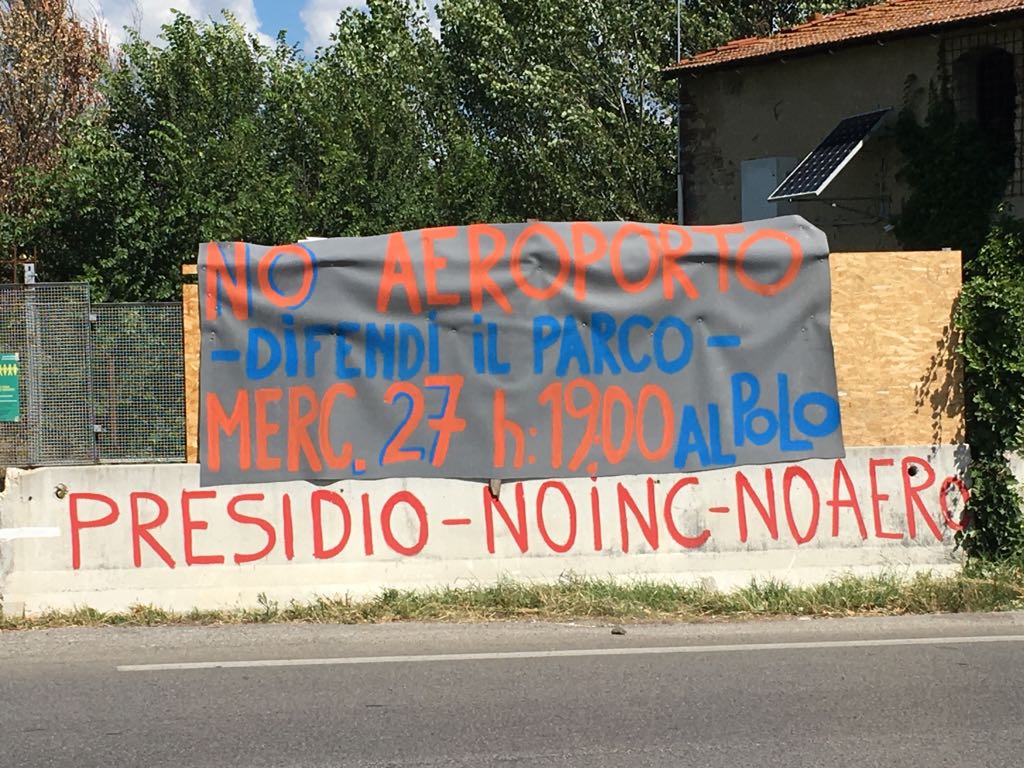 NO AEROPORTO
- DiFENDi iL PARCO -
MERC. 27 h: 19:00 AL POLO
PRESIDIO - NOiNC - NOAERO